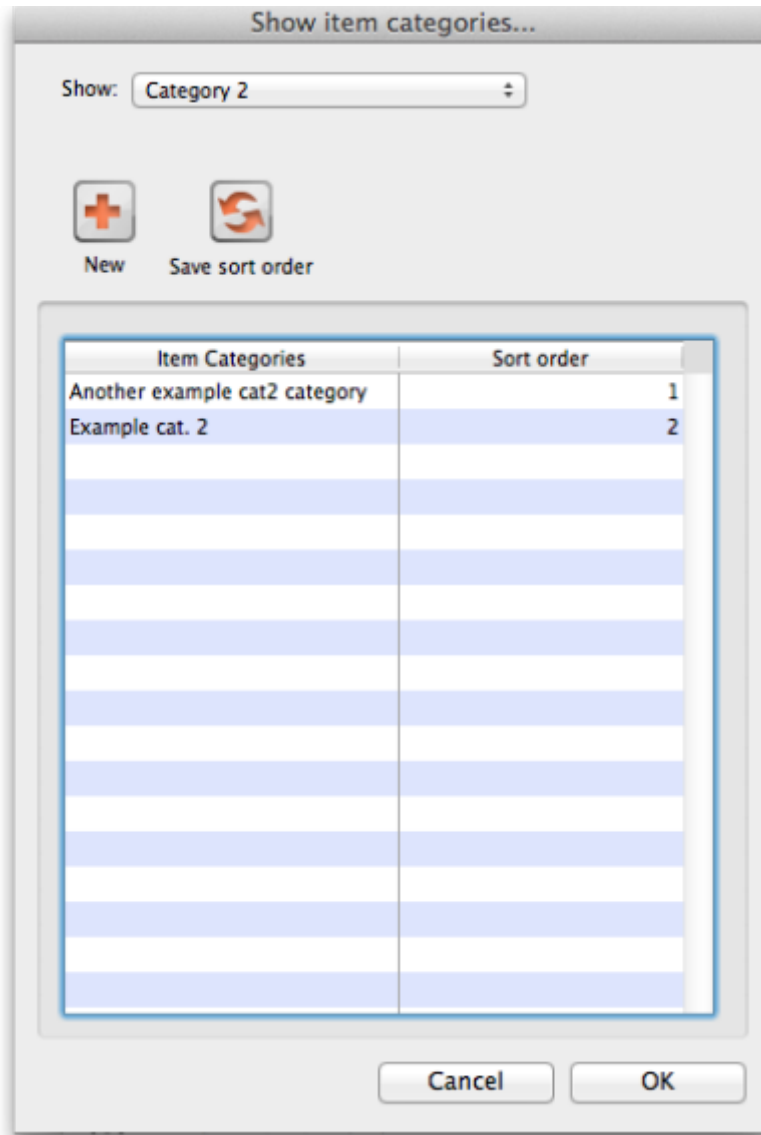 Show item categories...
Show: Category 2
New Save sort order
Item Categories Sort order
Another example cat2 category 1
Example cat. 2 2
Cancel OK